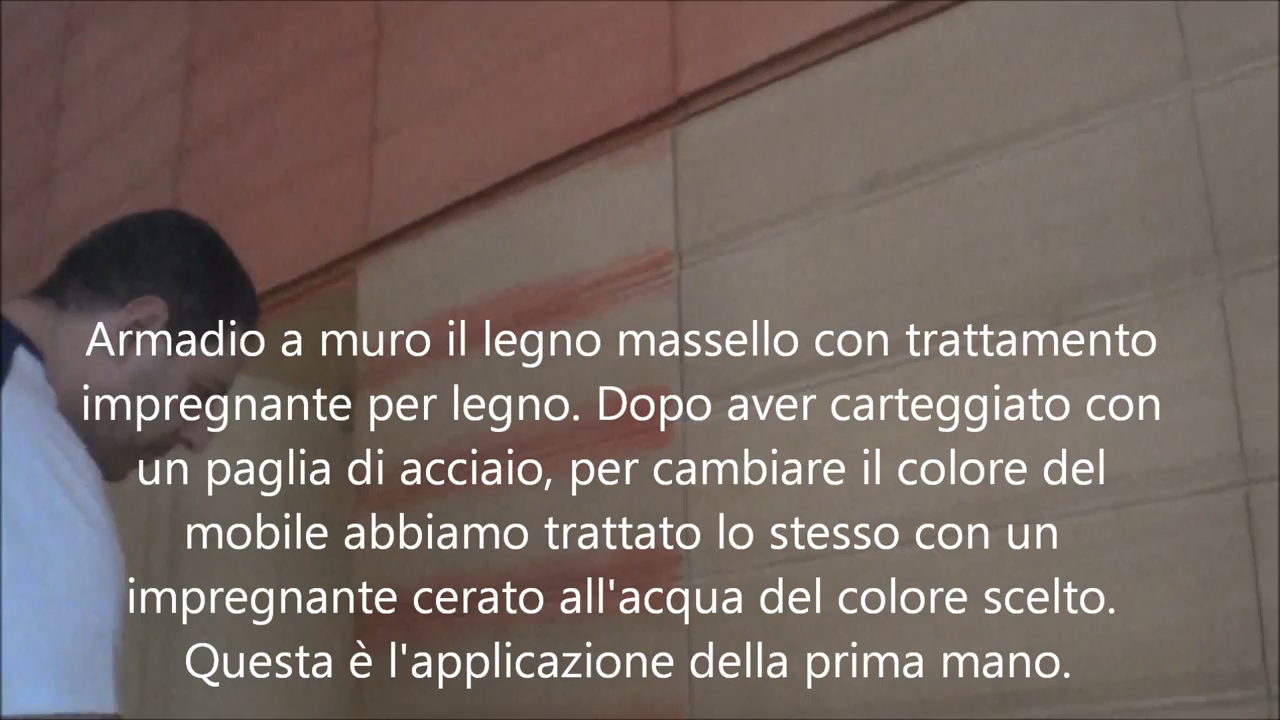 Armadio a muro il legno massello con trattamento
impregnante per legno. Dopo aver carteggiato con
un paglia di acciaio, per cambiare il colore del
mobile abbiamo trattato lo stesso con un
impregnante cerato all'acqua del colore scelto.
Questa è l'applicazione della prima mano.